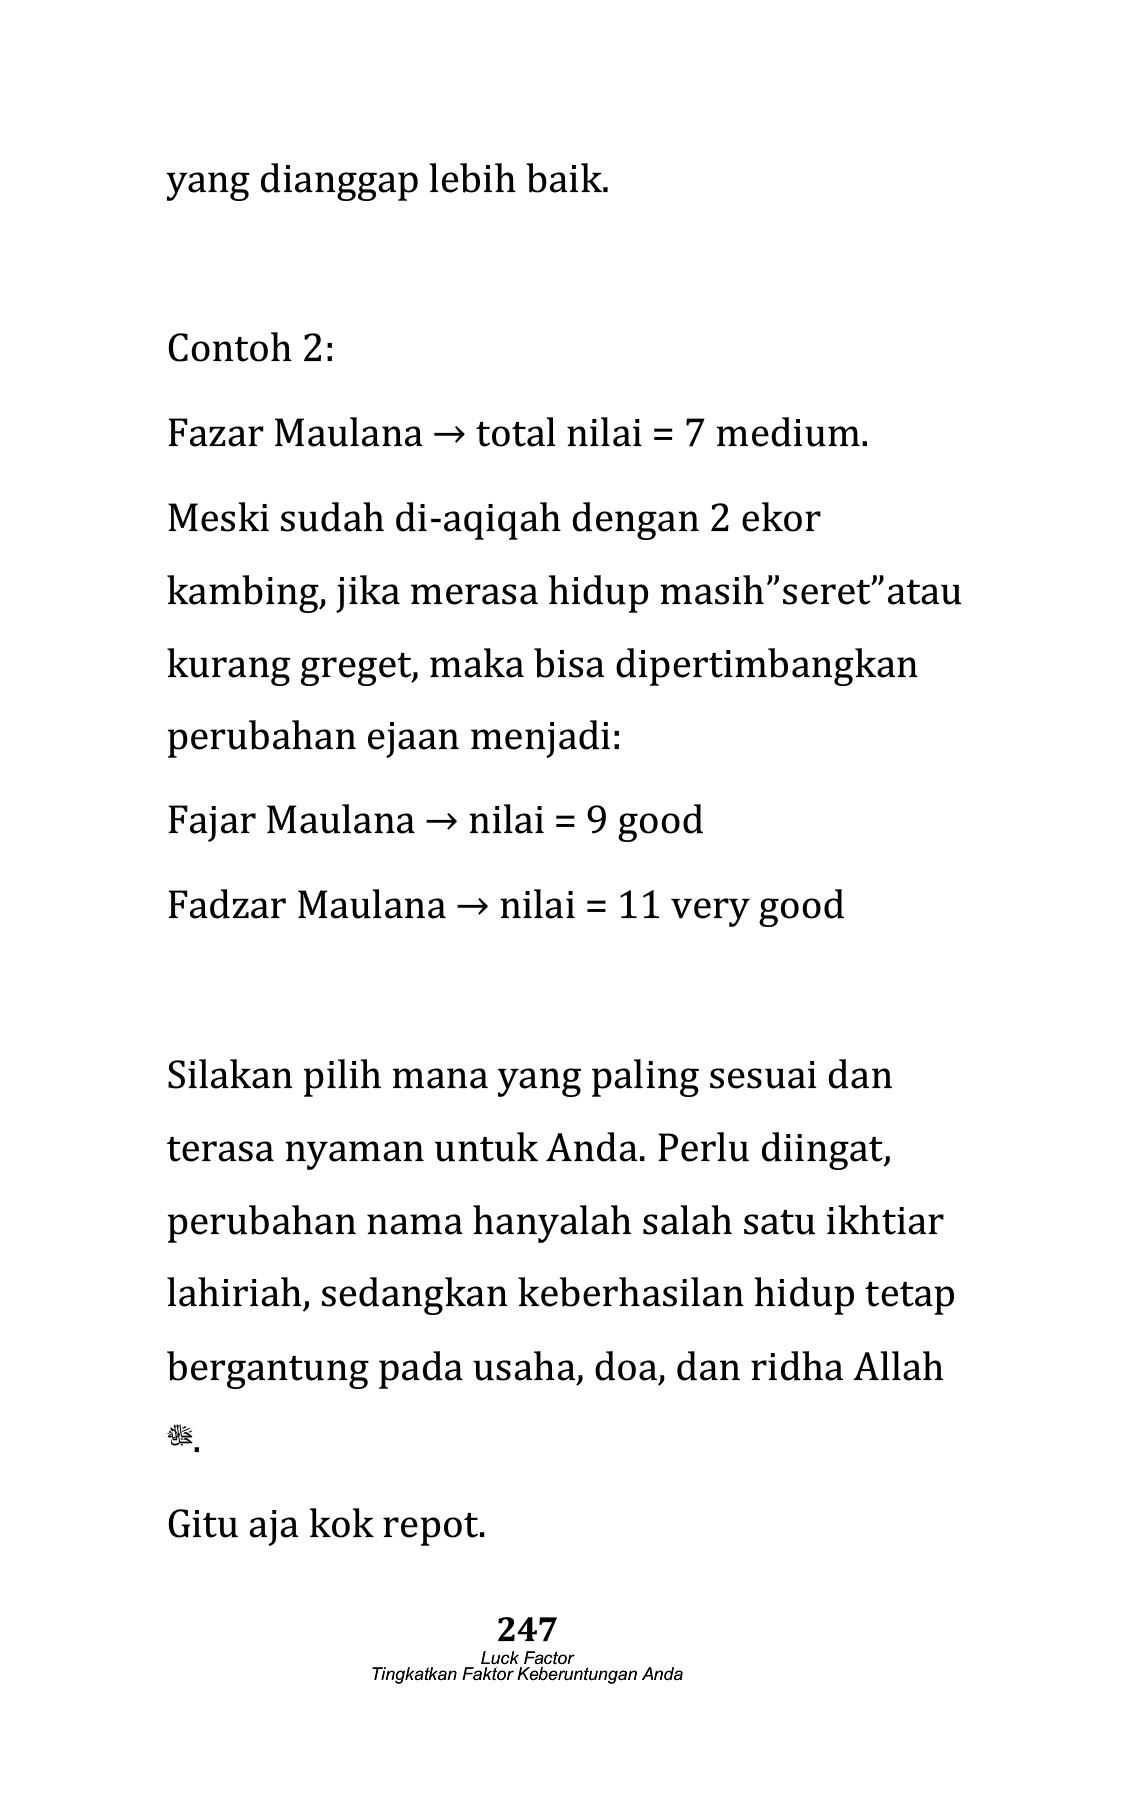 yang dianggap lebih baik.
Contoh 2:
Fazar Maulana → total nilai = 7 medium.
Meski sudah di-aqiqah dengan 2 ekor
kambing, jika merasa hidup masih”seret”atau
kurang greget, maka bisa dipertimbangkan
perubahan ejaan menjadi:
Fajar Maulana → nilai = 9 good
Fadzar Maulana → nilai = 11 very good
Silakan pilih mana yang paling sesuai dan
terasa nyaman untuk Anda. Perlu diingat,
perubahan nama hanyalah salah satu ikhtiar
lahiriah, sedangkan keberhasilan hidup tetap
bergantung pada usaha, doa, dan ridha Allah
ﷻ.
Gitu aja kok repot.
247
Luck Factor
Tingkatkan Faktor Keberuntungan Anda